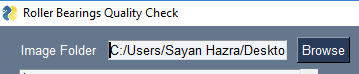 Roller Bearings Quality Check
Image Folder C:/Users/Sayan Hazra/Deskto Browse